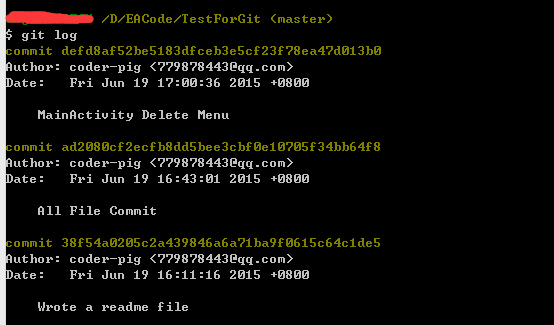 /D/EACode/TestForGit (master)
$ git log
commit defd8af52be5183dfceb3e5cf23f78ea47d013b0
Author: coder-pig <779878443@qq.com>
Date:   Fri Jun 19 17:00:36 2015 +0800
MainActivity Delete Menu
commit ad2080cf2ecfb8dd5bee3cbf0e10705f34bb64f8
Author: coder-pig <779878443@qq.com>
Date:   Fri Jun 19 16:43:01 2015 +0800
All File Commit
commit 38f54a0205c2a439846a6a71ba9f0615c64c1de5
Author: coder-pig <779878443@qq.com>
Date:   Fri Jun 19 16:11:16 2015 +0800
Wrote a readme file